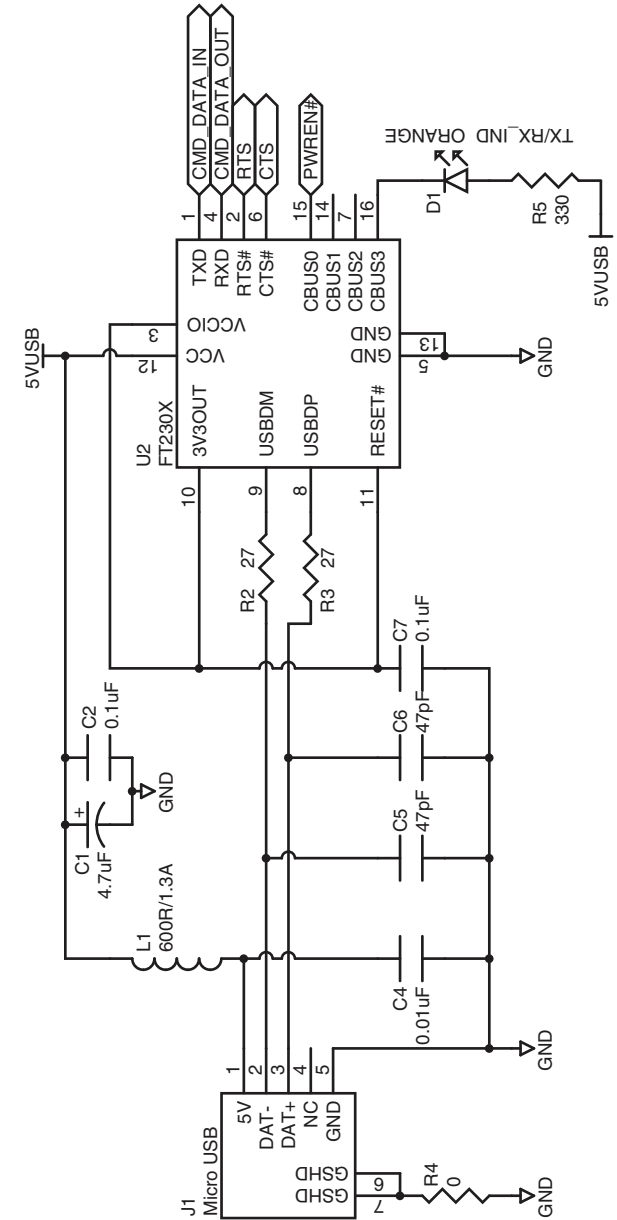 J1
Micro USB
5V
DAT-
DAT+
NC
GND
1
2
3
4
5
GSHD
GSHD
6
7
R4
0
GND
GND
L1
600R/1.3A
C4
0.01uF
C5
47pF
C6
47pF
C7
0.1uF
C1
+
4.7uF
C2
0.1uF
GND
5VUSB
R2
27
R3
27
U2
FT230X
3V3OUT
USBDM
USBDP
RESET#
10
9
8
11
VCCIO
VCC
3
12
GND
GND
13
5
GND
TXD
RXD
RTS#
CTS#
CBUS0
CBUS1
CBUS2
CBUS3
1
4
2
6
15
14
7
16
CMD_DATA_IN
CMD_DATA_OUT
RTS
CTS
PWREN#
D1
TX/RX_IND ORANGE
R5
330
5VUSB